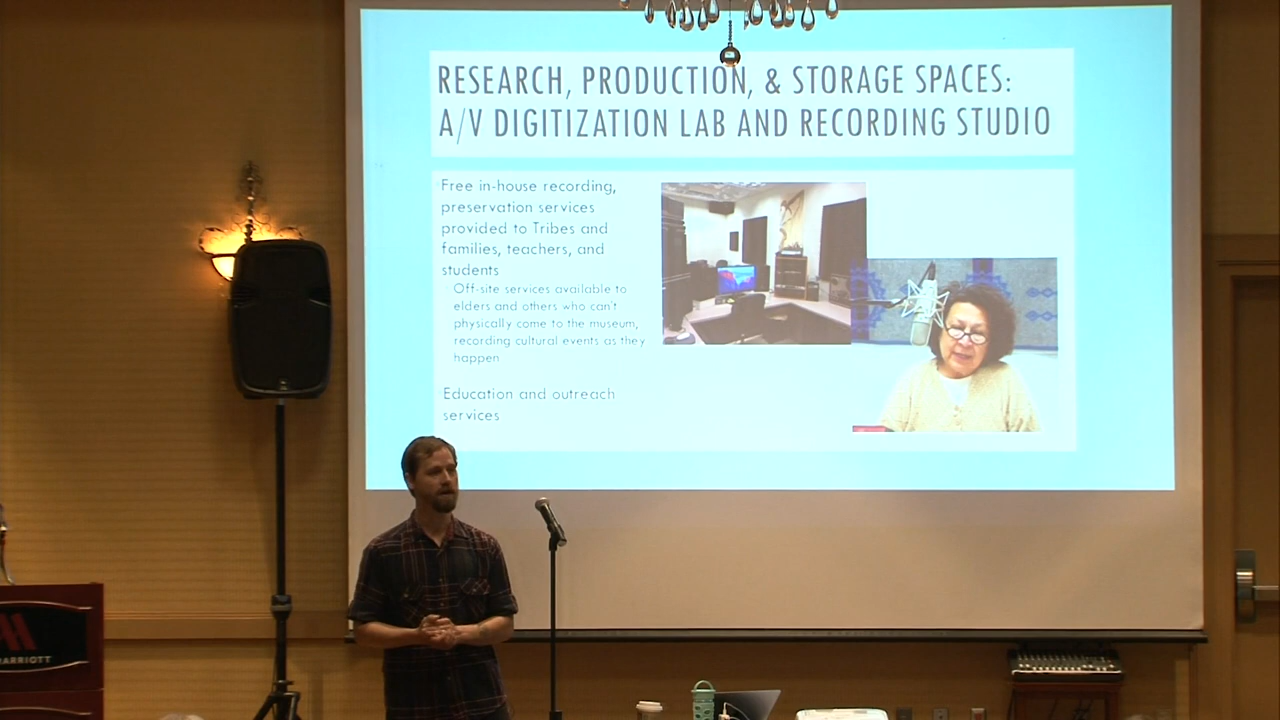 RESEARCH, PRODUCTION, & STORAGE SPACES:
A/V DIGITIZATION LAB AND RECORDING STUDIO
Free in-house recording,
preservation services
provided to Tribes and
families, teachers, and
students
Off-site services available to
elders and others who can't
physically come to the museum,
recording cultural events as they
happen
Education and outreach
services
MARRIOTT